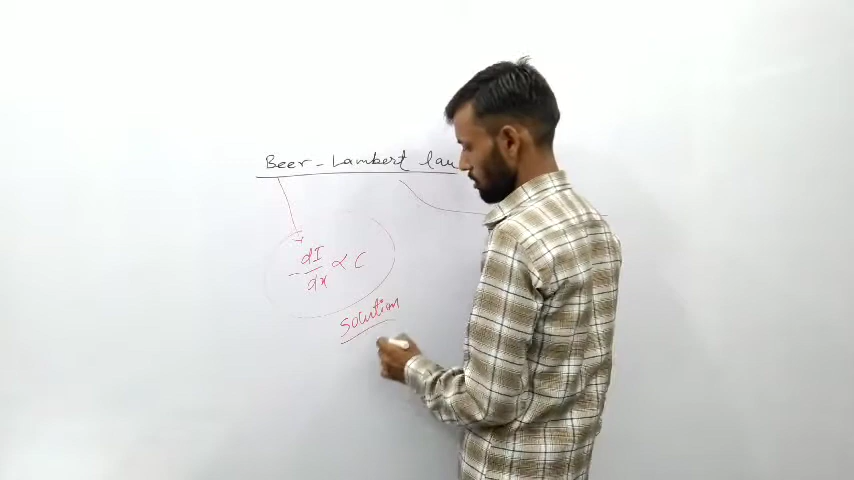 Beer - Lambert law
- dI/dx ∝ C
Solution